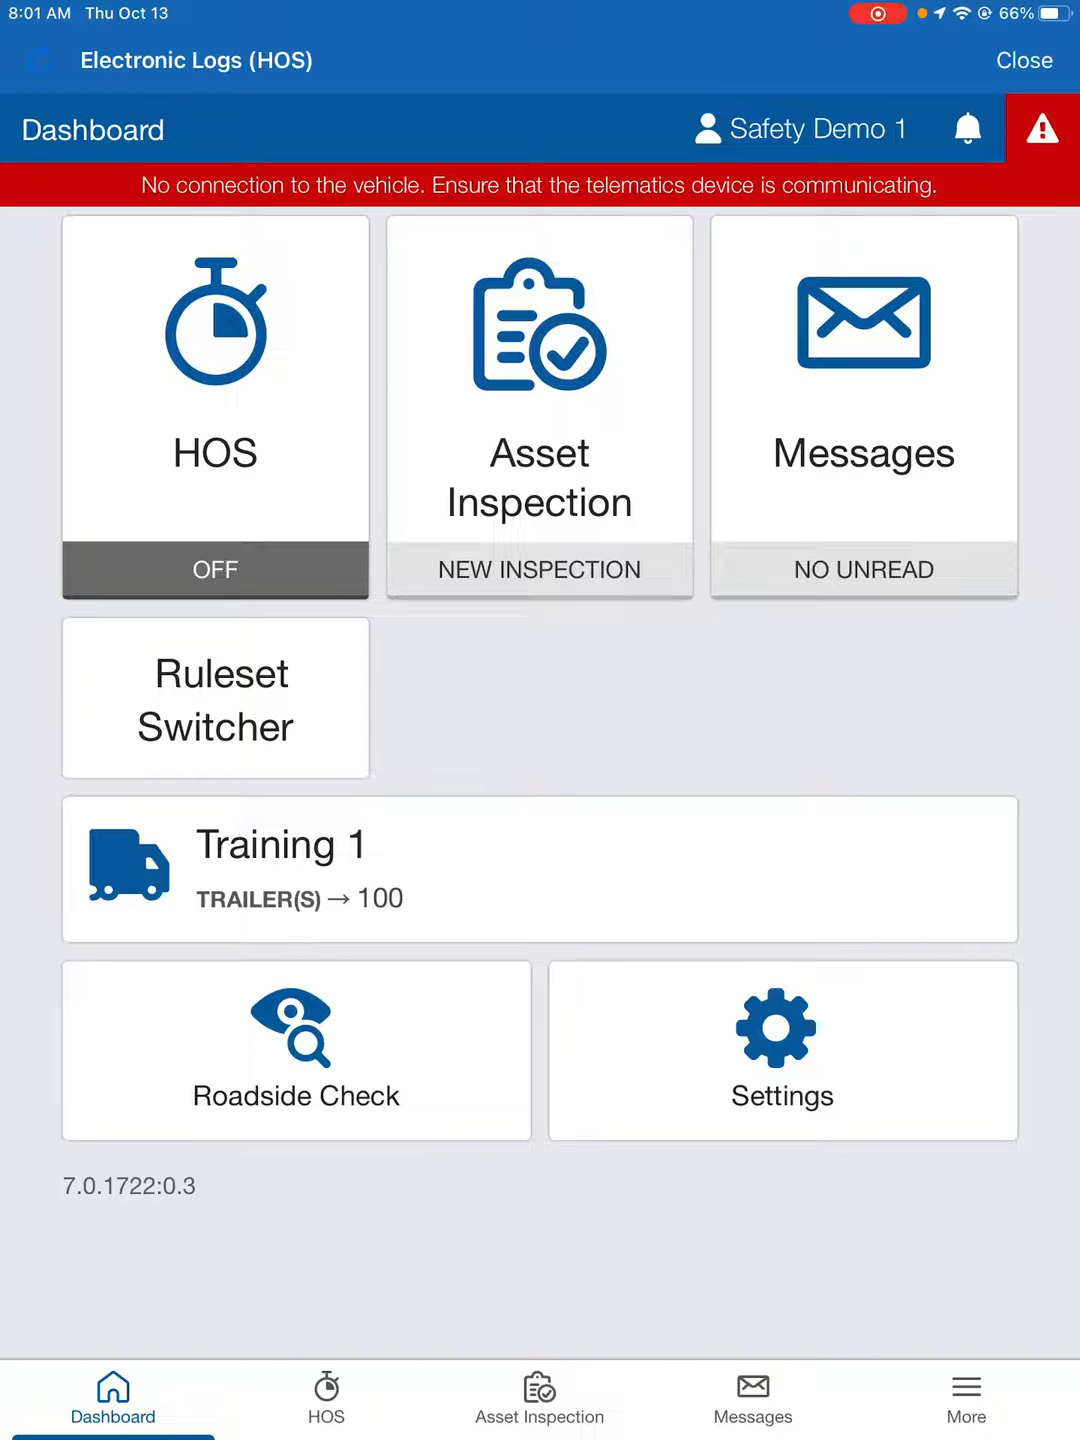 8:01 AM Thu Oct 13
66%
Electronic Logs (HOS)
Close
Dashboard
Safety Demo 1
No connection to the vehicle. Ensure that the telematics device is communicating.
HOS
OFF
Asset
Inspection
NEW INSPECTION
Messages
NO UNREAD
Ruleset
Switcher
Training 1
TRAILER(S) → 100
Roadside Check
Settings
7.0.1722:0.3
Dashboard
HOS
Asset Inspection
Messages
More